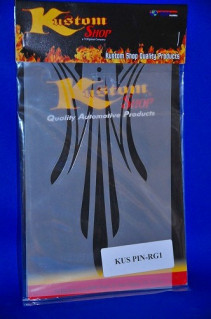 Kustom
Shop
Kustom Shop Quality Products
Kustom
Shop
Quality Automotive Products
KUS PIN-RG1